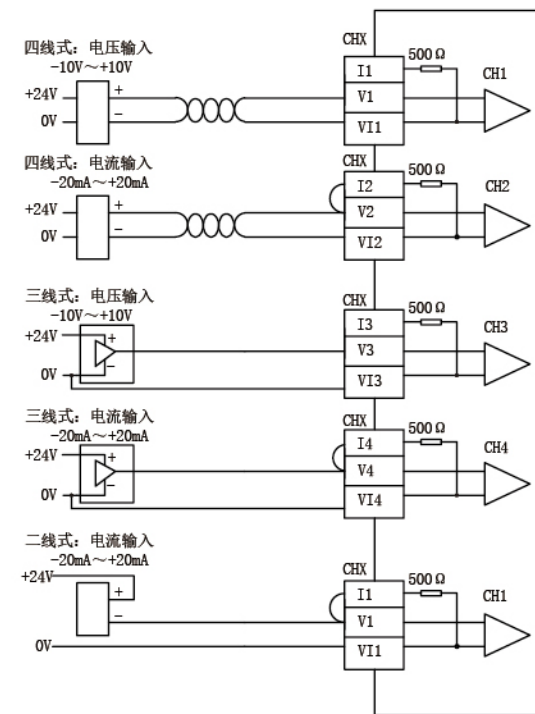 四线式：电压输入
-10V～+10V
+24V
0V
+
-
CHX
I1
V1
VI1
500Ω
CH1
四线式：电流输入
-20mA～+20mA
+24V
0V
+
-
CHX
I2
V2
VI2
500Ω
CH2
三线式：电压输入
-10V～+10V
+24V
0V
+
-
CHX
I3
V3
VI3
500Ω
CH3
三线式：电流输入
-20mA～+20mA
+24V
0V
+
-
CHX
I4
V4
VI4
500Ω
CH4
二线式：电流输入
-20mA～+20mA
+24V
+
-
0V
CHX
I1
V1
VI1
500Ω
CH1